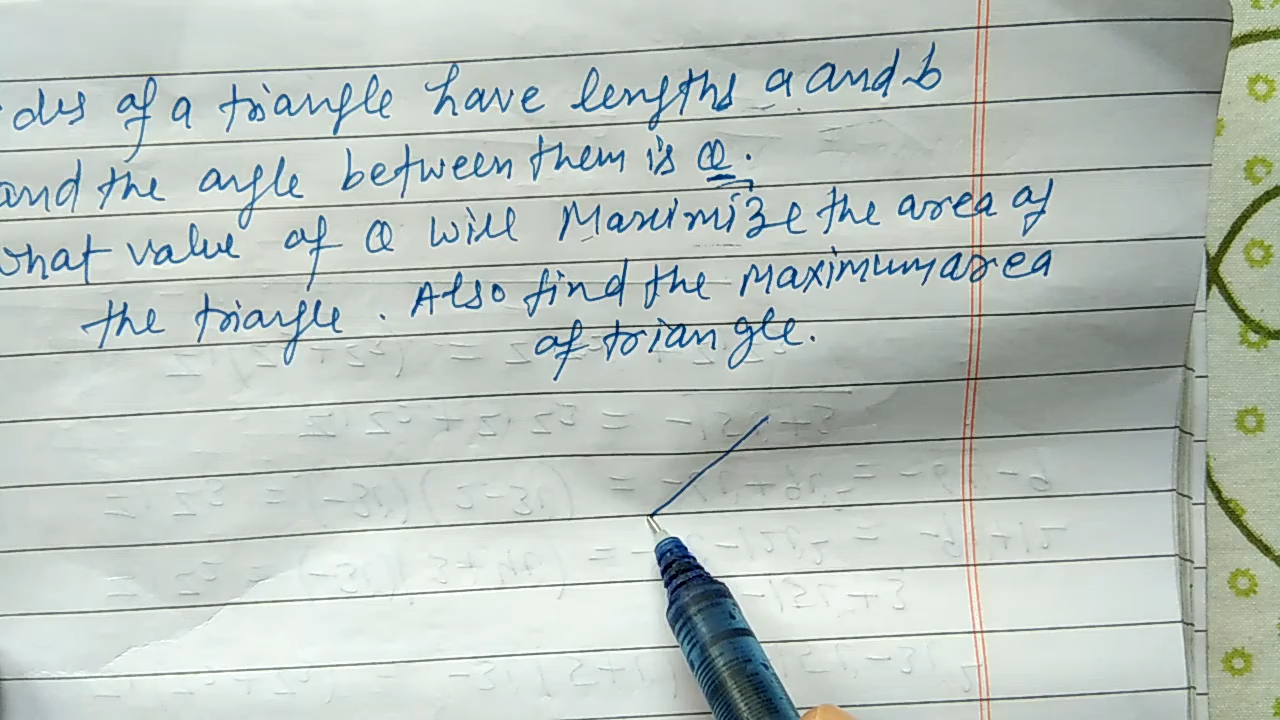 des of a triangle have lengths a and b
and the angle between them is θ.
what value of θ will Maximize the area of
the triangle. Also find the Maximum area
of triangle.